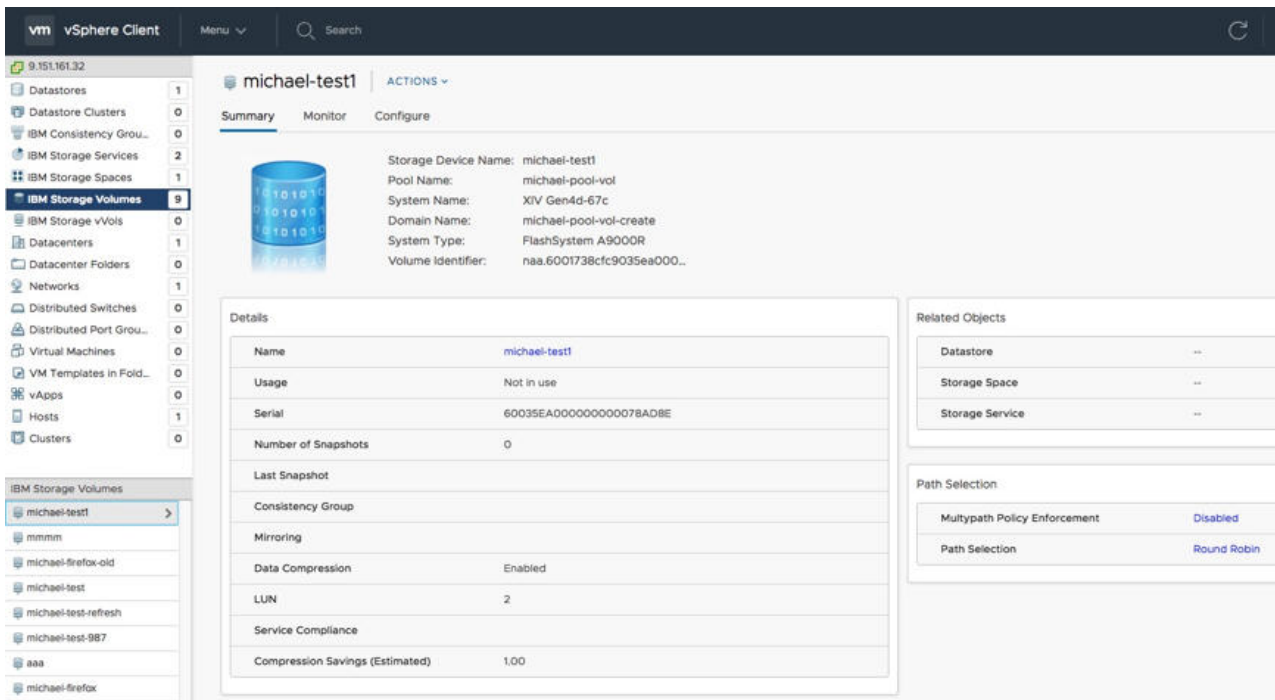 vm vSphere Client Menu Search
9.151.161.32
Datastores 1
Datastore Clusters 0
IBM Consistency Grou... 0
IBM Storage Services 2
IBM Storage Spaces 1
IBM Storage Volumes 9
IBM Storage vVols 0
Datacenters 1
Datacenter Folders 0
Networks 1
Distributed Switches 0
Distributed Port Grou... 0
Virtual Machines 0
VM Templates in Fold... 0
vApps 0
Hosts 1
Clusters 0
IBM Storage Volumes
michael-test1
mmmm
michael-firefox-old
michael-test
michael-test-refresh
michael-test-987
aaa
michael-firefox
michael-test1 ACTIONS
Summary Monitor Configure
Storage Device Name: michael-test1
Pool Name: michael-pool-vol
System Name: XIV Gen4d-67c
Domain Name: michael-pool-vol-create
System Type: FlashSystem A9000R
Volume Identifier: naa.6001738cfc9035ea000...
Details
Name michael-test1
Usage Not in use
Serial 60035EA000000000078AD8E
Number of Snapshots 0
Last Snapshot
Consistency Group
Mirroring
Data Compression Enabled
LUN 2
Service Compliance
Compression Savings (Estimated) 1.00
Related Objects
Datastore --
Storage Space --
Storage Service --
Path Selection
Multypath Policy Enforcement Disabled
Path Selection Round Robin